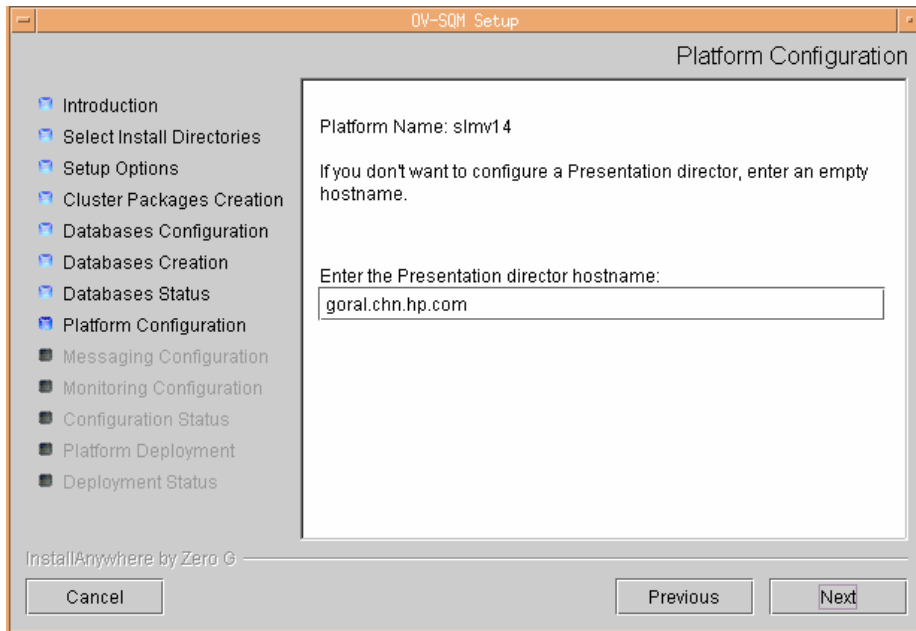 OV-SQM Setup
Platform Configuration
Introduction
Select Install Directories
Setup Options
Cluster Packages Creation
Databases Configuration
Databases Creation
Databases Status
Platform Configuration
Messaging Configuration
Monitoring Configuration
Configuration Status
Platform Deployment
Deployment Status
Platform Name: slmv14
If you don't want to configure a Presentation director, enter an empty
hostname.
Enter the Presentation director hostname:
goral.chn.hp.com
InstallAnywhere by Zero G
Cancel
Previous
Next